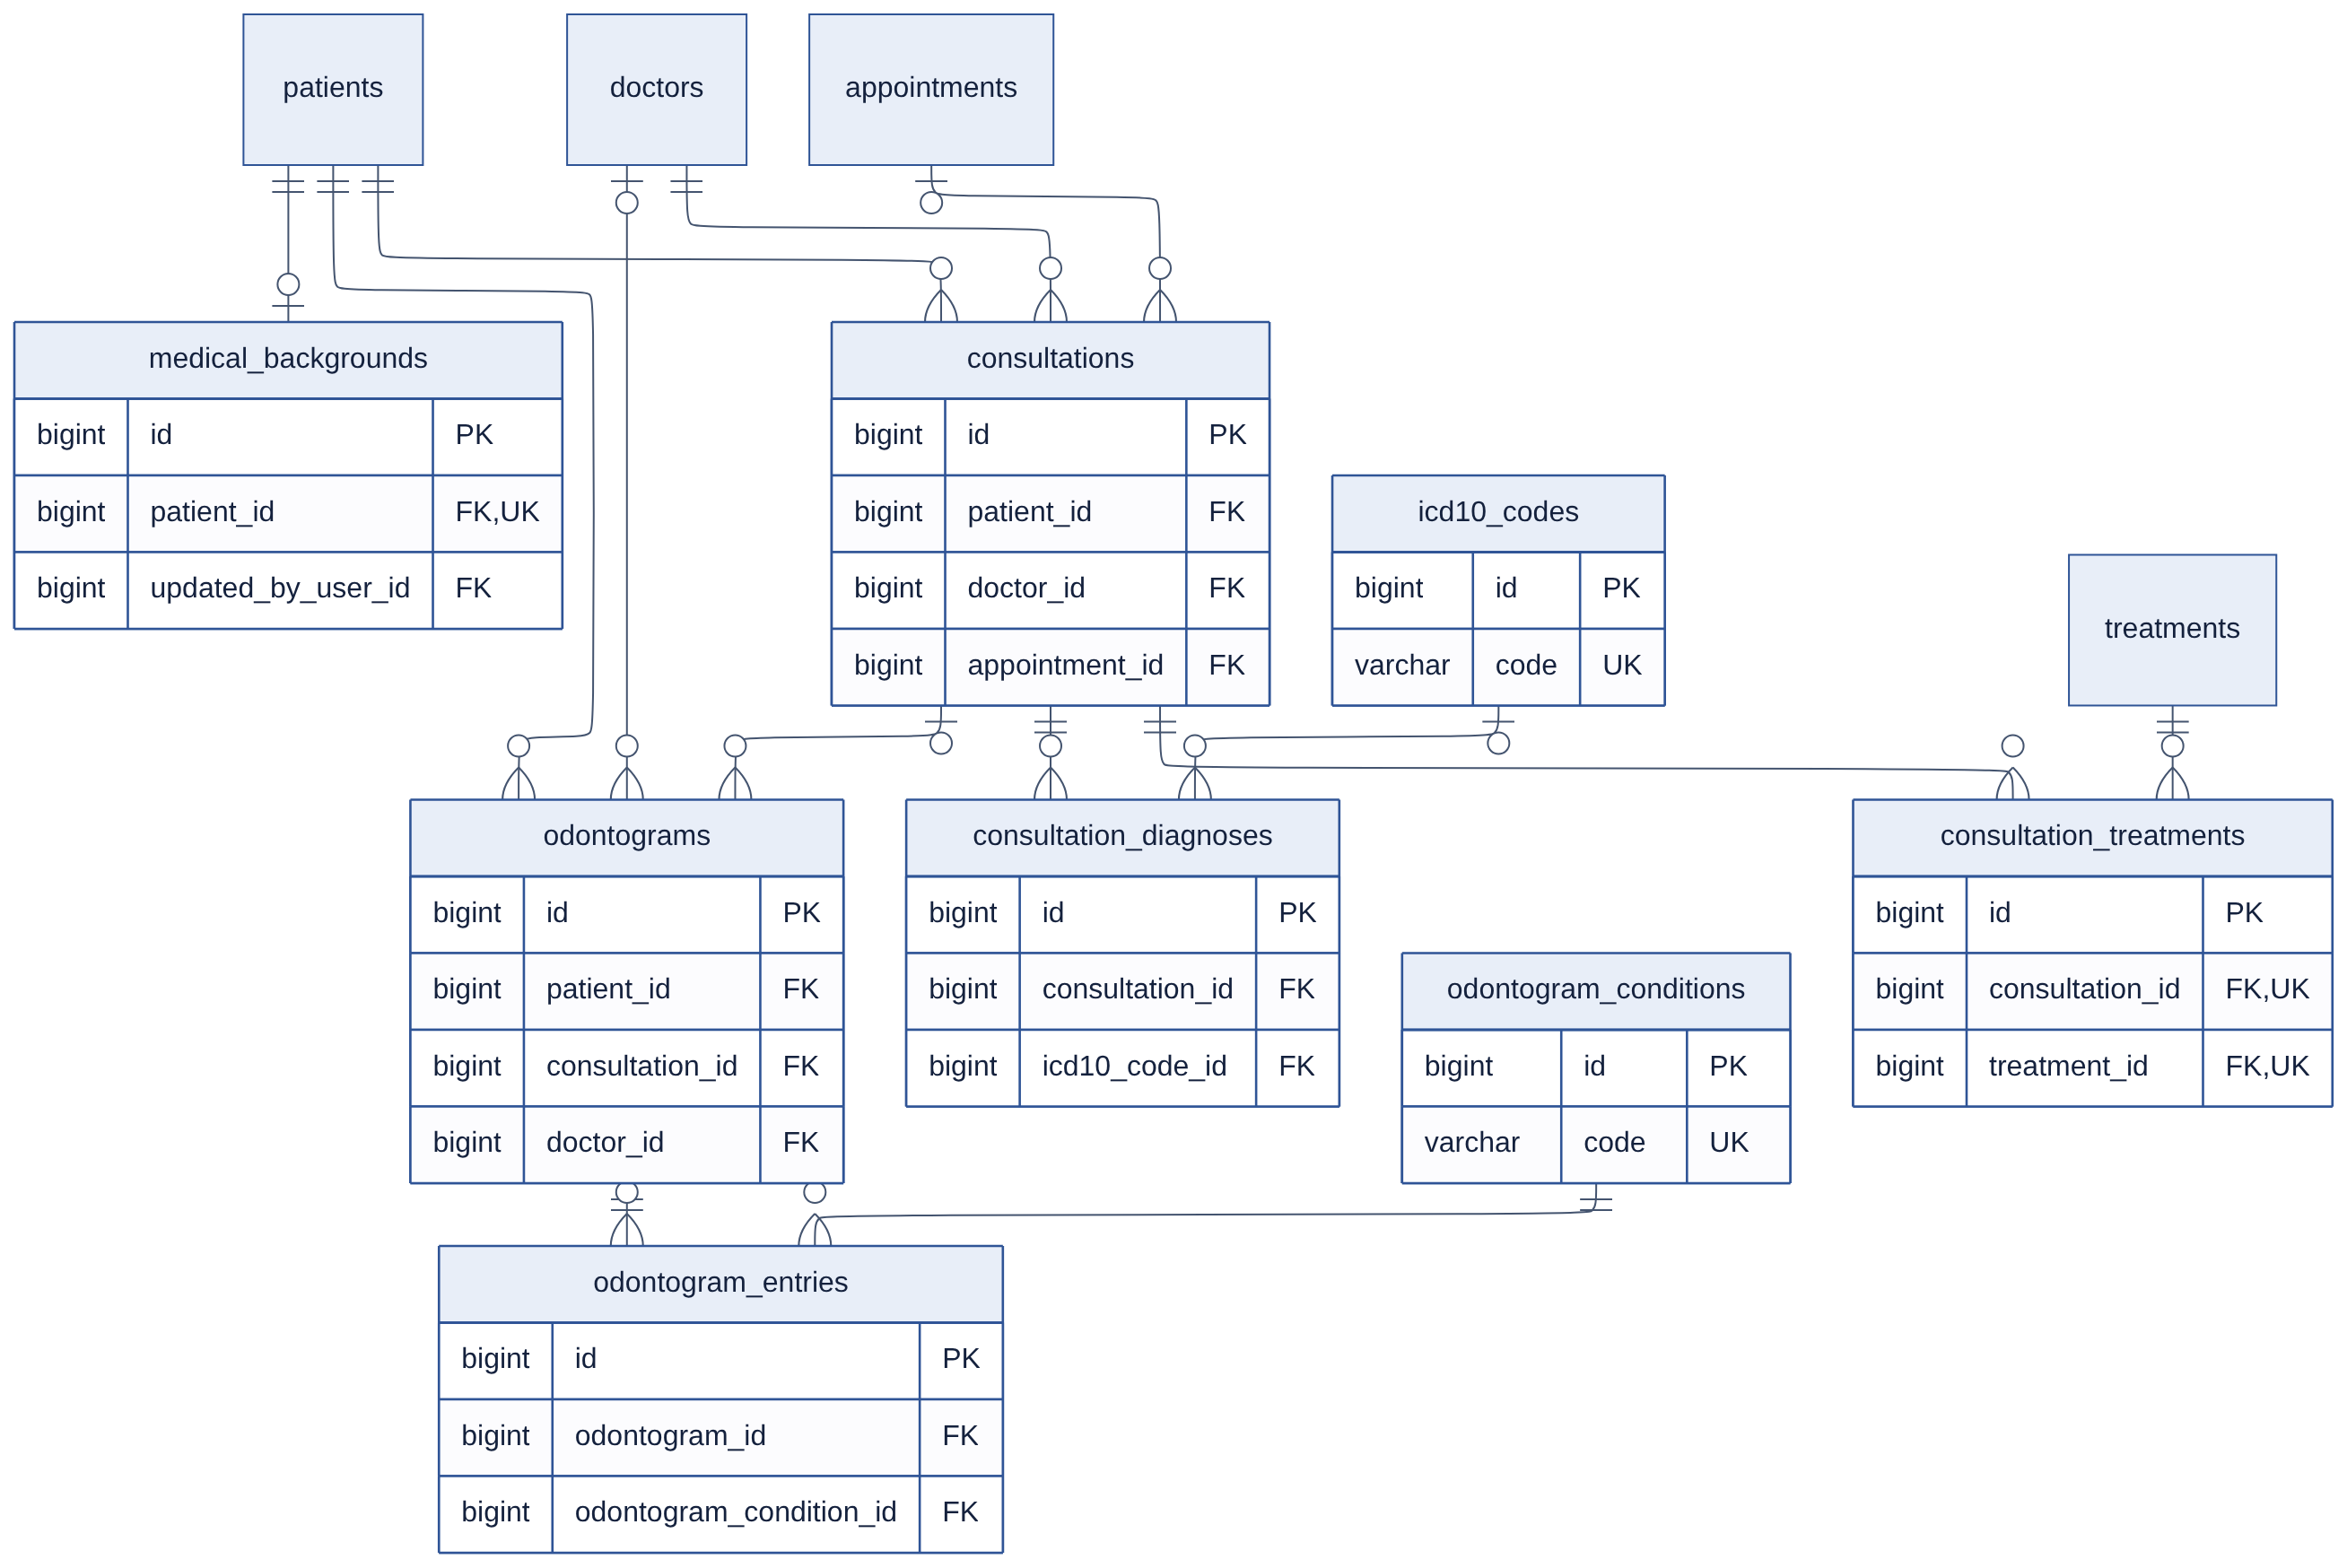 patients
doctors
appointments
medical_backgrounds
bigint id PK
bigint patient_id FK,UK
bigint updated_by_user_id FK
consultations
bigint id PK
bigint patient_id FK
bigint doctor_id FK
bigint appointment_id FK
icd10_codes
bigint id PK
varchar code UK
treatments
odontograms
bigint id PK
bigint patient_id FK
bigint consultation_id FK
bigint doctor_id FK
consultation_diagnoses
bigint id PK
bigint consultation_id FK
bigint icd10_code_id FK
odontogram_conditions
bigint id PK
varchar code UK
consultation_treatments
bigint id PK
bigint consultation_id FK,UK
bigint treatment_id FK,UK
odontogram_entries
bigint id PK
bigint odontogram_id FK
bigint odontogram_condition_id FK